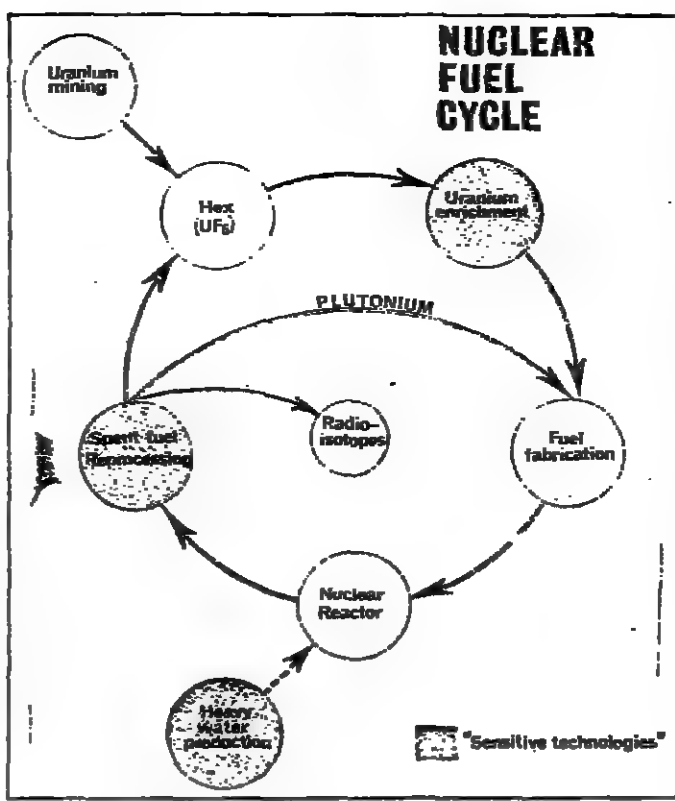 NUCLEAR
FUEL
CYCLE
Uranium
mining
Hex
(UF6)
Uranium
enrichment
PLUTONIUM
Spent fuel
Reprocessing
Radio-
isotopes
Fuel
fabrication
Nuclear
Reactor
Heavy
water
production
"Sensitive technologies"